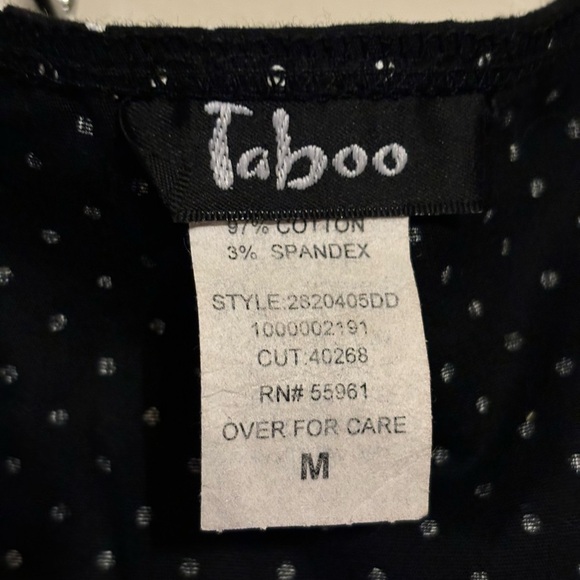 Taboo
97% COTTON
3% SPANDEX
STYLE:2820405DD
1000002191
CUT:40268
RN# 55961
OVER FOR CARE
M